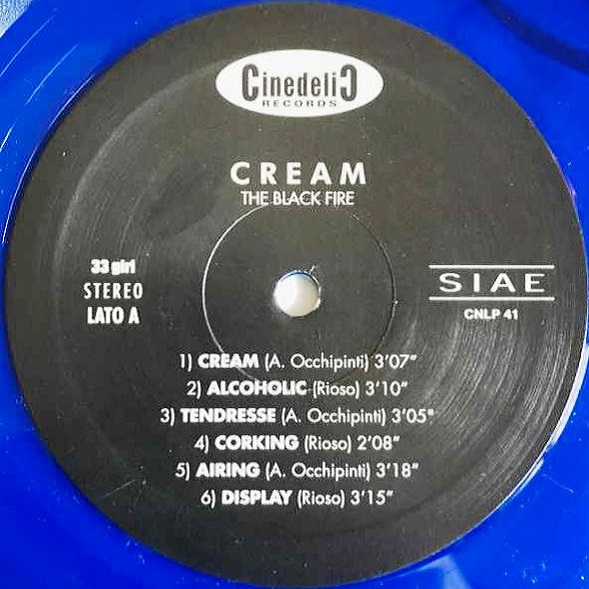 CinedeliC
RECORDS
CREAM
THE BLACK FIRE
33 giri
STEREO
LATO A
SIAE
CNLP 41
1) CREAM (A. Occhipinti) 3'07"
2) ALCOHOLIC (Rioso) 3'10"
3) TENDRESSE (A. Occhipinti) 3'05"
4) CORKING (Rioso) 2'08"
5) AIRING (A. Occhipinti) 3'18"
6) DISPLAY (Rioso) 3'15"